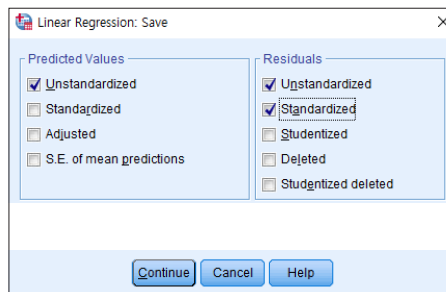 Linear Regression: Save
Predicted Values
Unstandardized
Standardized
Adjusted
S.E. of mean predictions
Residuals
Unstandardized
Standardized
Studentized
Deleted
Studentized deleted
Continue
Cancel
Help